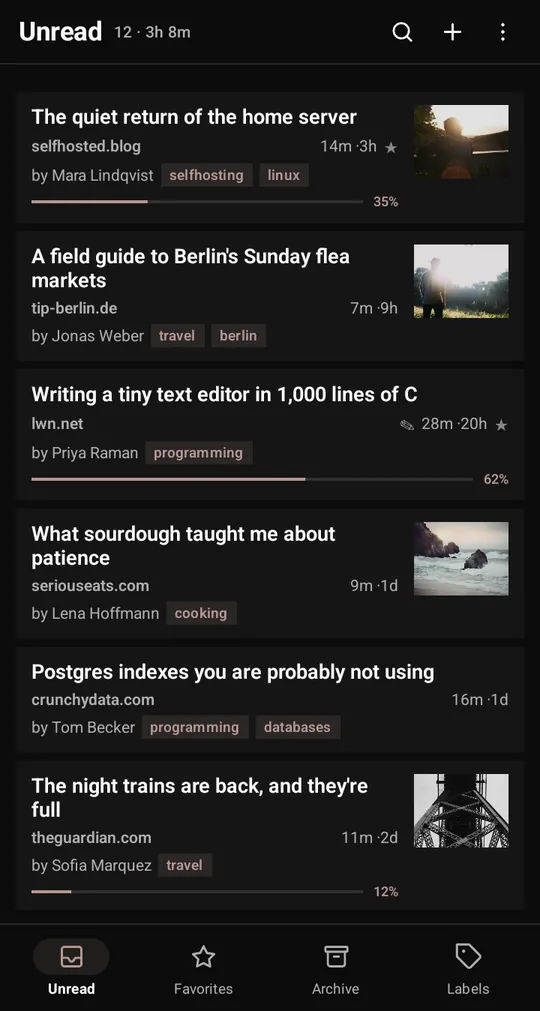 Unread 12 · 3h 8m
The quiet return of the home server
selfhosted.blog 14m ·3h ★
by Mara Lindqvist selfhosting linux
35%
A field guide to Berlin's Sunday flea
markets
tip-berlin.de 7m ·9h
by Jonas Weber travel berlin
Writing a tiny text editor in 1,000 lines of C
lwn.net ✎ 28m ·20h ★
by Priya Raman programming
62%
What sourdough taught me about
patience
seriouseats.com 9m ·1d
by Lena Hoffmann cooking
Postgres indexes you are probably not using
crunchydata.com 16m ·1d
by Tom Becker programming databases
The night trains are back, and they're
full
theguardian.com 11m ·2d
by Sofia Marquez travel
12%
Unread Favorites Archive Labels